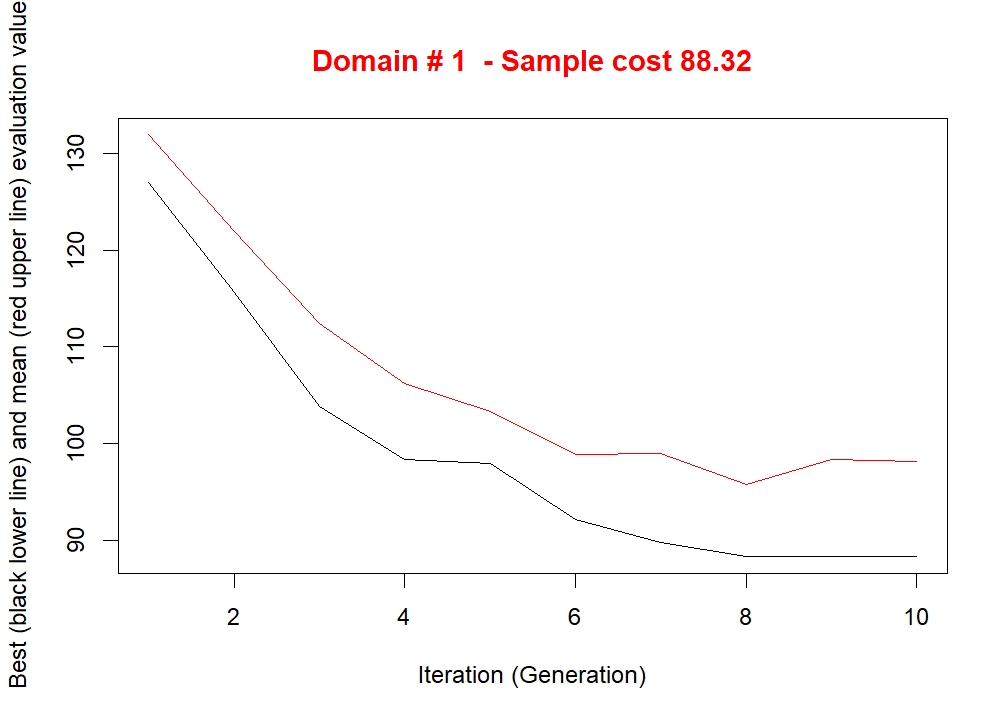 Domain # 1  - Sample cost 88.32
Best (black lower line) and mean (red upper line) evaluation value
130
120
110
100
90
2 4 6 8 10
Iteration (Generation)